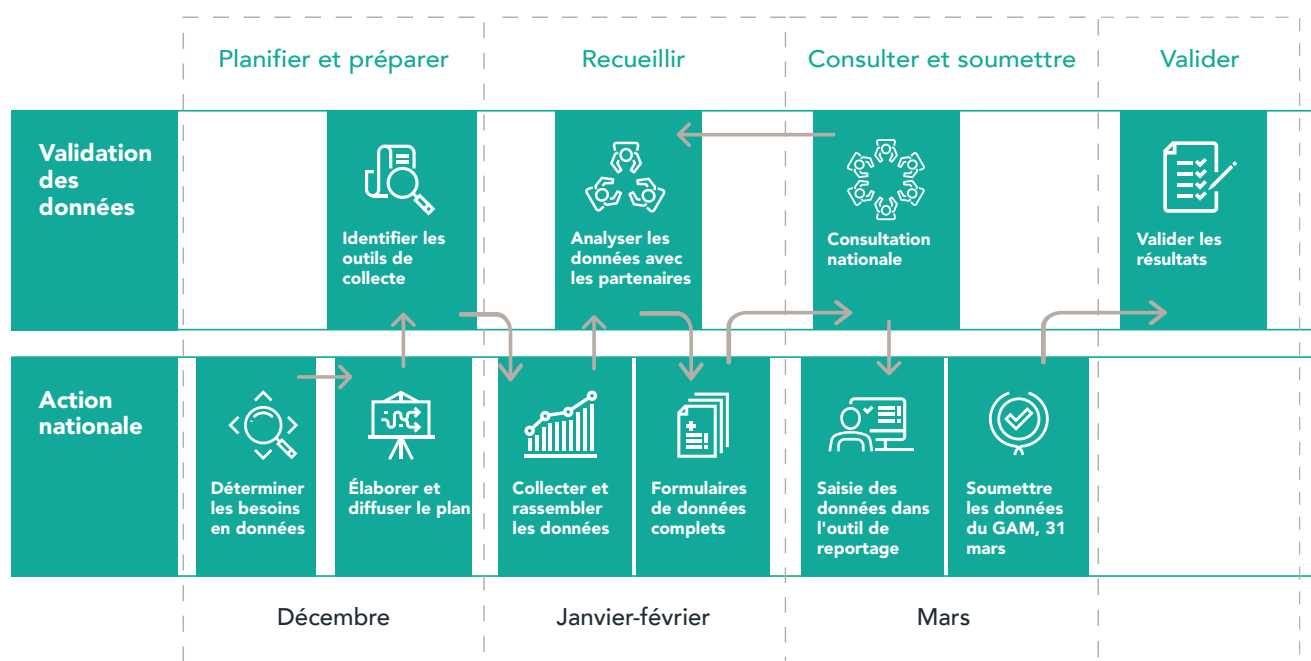 Planifier et préparer
Recueillir
Consulter et soumettre
Valider
Validation
des
données
Identifier les
outils de
collecte
Analyser les
données avec
les partenaires
Consultation
nationale
Valider les
résultats
Action
nationale
Déterminer
les besoins
en données
Élaborer et
diffuser le plan
Collecter et
rassembler
les données
Formulaires
de données
complets
Saisie des
données dans
l'outil de
reportage
Soumettre
les données
du GAM, 31
mars
Décembre
Janvier-février
Mars